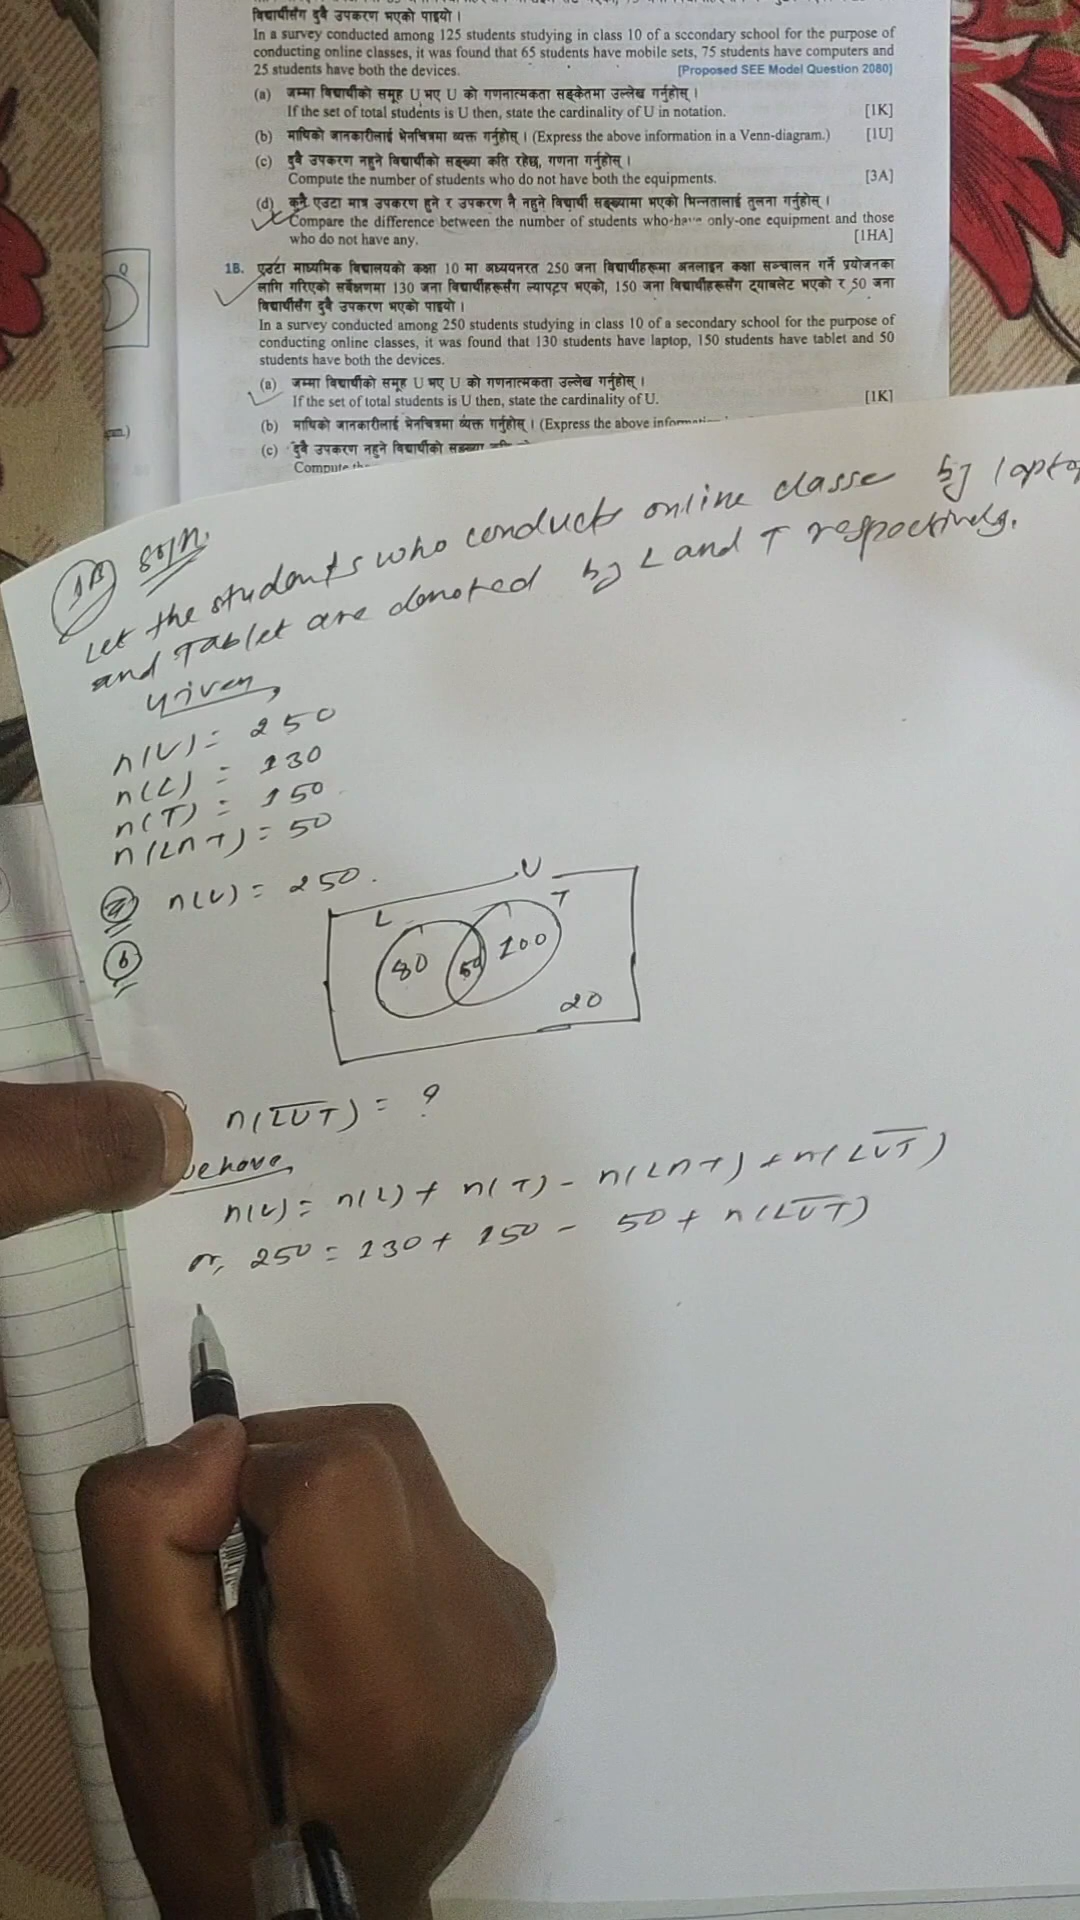 विद्यार्थीसँग दुवै उपकरण भएको पाइयो ।
In a survey conducted among 125 students studying in class 10 of a secondary school for the purpose of
conducting online classes, it was found that 65 students have mobile sets, 75 students have computers and
25 students have both the devices. [Proposed SEE Model Question 2080]
(a) जम्मा विद्यार्थीको समूह U भए U को गणनात्मकता सङ्केतमा उल्लेख गर्नुहोस् ।
If the set of total students is U then, state the cardinality of U in notation. [1K]
(b) माथिको जानकारीलाई भेनचित्रमा व्यक्त गर्नुहोस् । (Express the above information in a Venn-diagram.) [1U]
(c) दुवै उपकरण नहुने विद्यार्थीको सङ्ख्या कति रहेछ, गणना गर्नुहोस् ।
Compute the number of students who do not have both the equipments. [3A]
(d) कुनै एउटा मात्र उपकरण हुने र उपकरण नै नहुने विद्यार्थी सङ्ख्यामा भएको भिन्नतालाई तुलना गर्नुहोस् ।
Compare the difference between the number of students who have only one equipment and those
who do not have any. [1HA]
1B. एउटा माध्यमिक विद्यालयको कक्षा 10 मा अध्ययनरत 250 जना विद्यार्थीहरूमा अनलाइन कक्षा सञ्चालन गर्ने प्रयोजनका
लागि गरिएको सर्वेक्षणमा 130 जना विद्यार्थीहरूसँग ल्यापटप भएको, 150 जना विद्यार्थीहरूसँग ट्याबलेट भएको र 50 जना
विद्यार्थीसँग दुवै उपकरण भएको पाइयो ।
In a survey conducted among 250 students studying in class 10 of a secondary school for the purpose of
conducting online classes, it was found that 130 students have laptop, 150 students have tablet and 50
students have both the devices.
(a) जम्मा विद्यार्थीको समूह U भए U को गणनात्मकता उल्लेख गर्नुहोस् ।
If the set of total students is U then, state the cardinality of U. [1K]
(b) माथिको जानकारीलाई भेनचित्रमा व्यक्त गर्नुहोस् । (Express the above
(c) दुवै उपकरण नहुने विद्यार्थीको
Compute
1B soln.
Let the students who conducts online classe by
and Tablet are denoted by L and T respectively.
Given,
n(U) = 250
n(L) = 130
n(T) = 150
n(L∩T) = 50
(a) n(U) = 250.
(b)
U
L T
80 50 100
20
n(L̅U̅T̅) = ?
we have,
n(U) = n(L) + n(T) - n(L∩T) + n(L̅U̅T̅)
or, 250 = 130 + 150 - 50 + n(L̅U̅T̅)